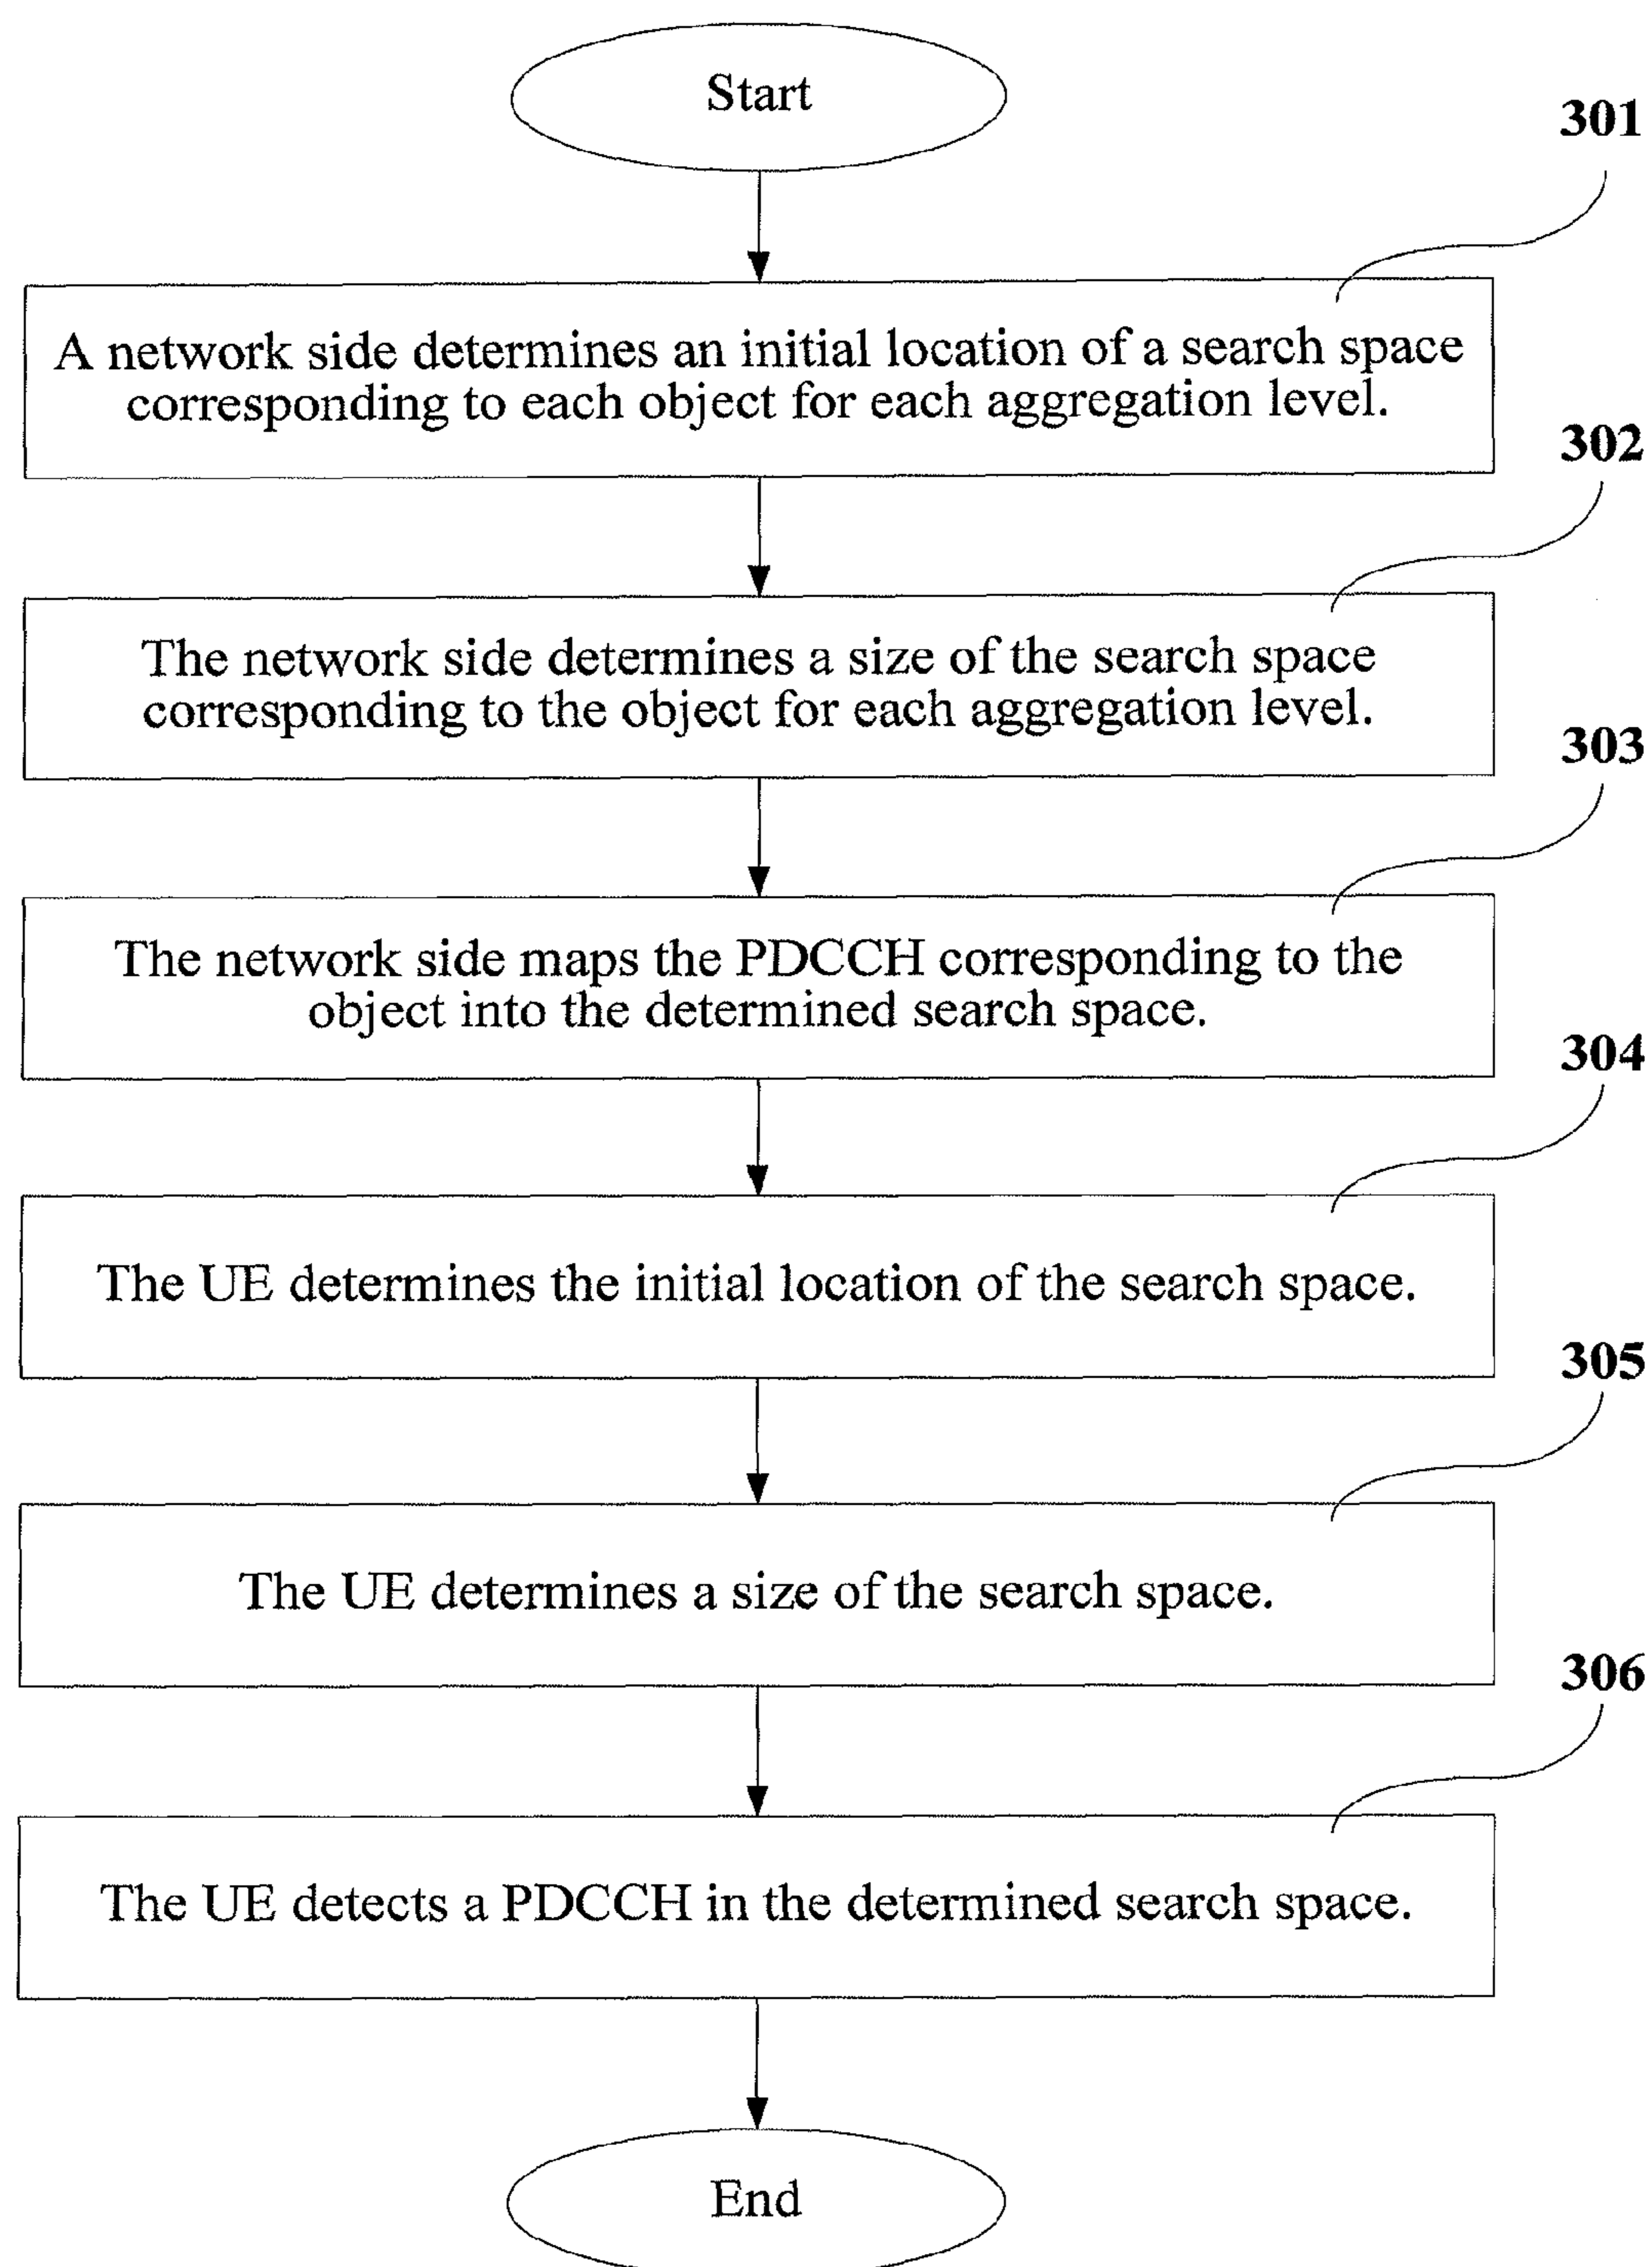 Start
301
A network side determines an initial location of a search space
corresponding to each object for each aggregation level.
302
The network side determines a size of the search space
corresponding to the object for each aggregation level.
303
The network side maps the PDCCH corresponding to the
object into the determined search space.
304
The UE determines the initial location of the search space.
305
The UE determines a size of the search space.
306
The UE detects a PDCCH in the determined search space.
End